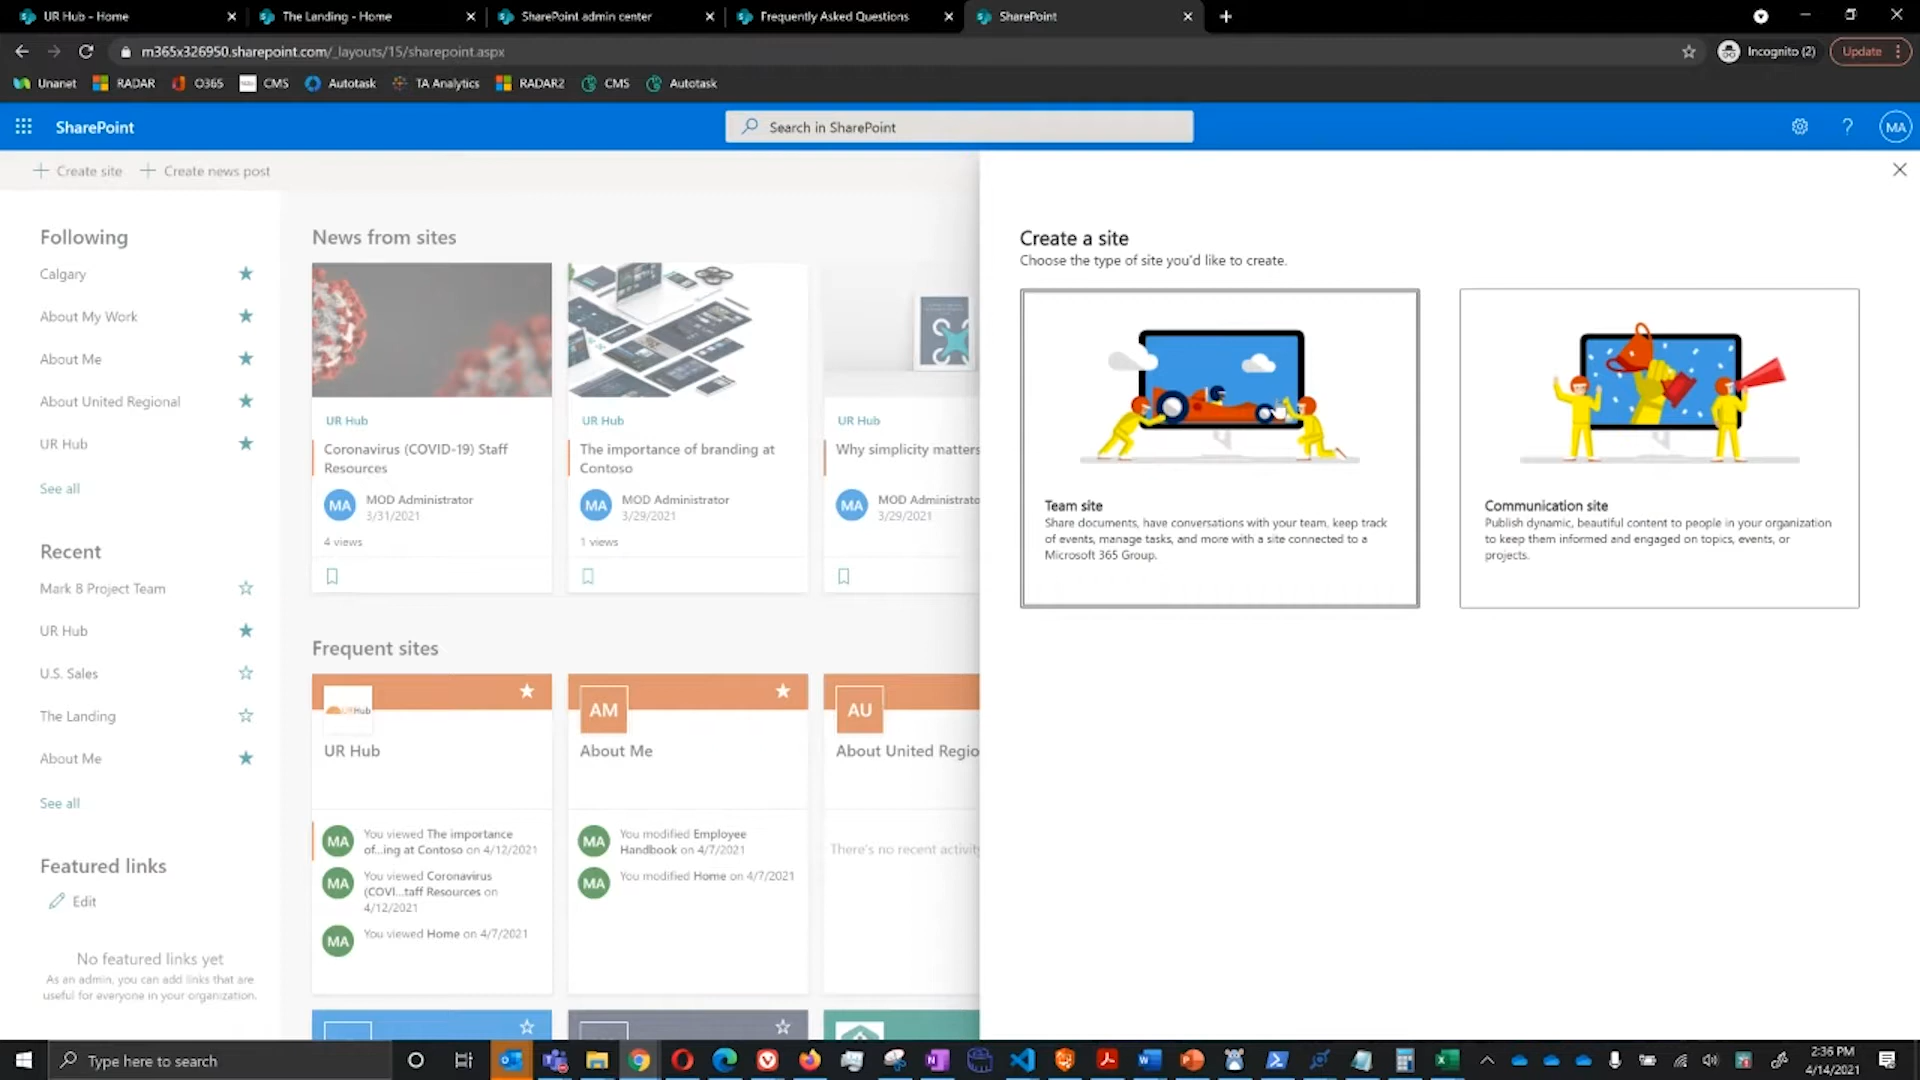 UR Hub - Home
The Landing - Home
SharePoint admin center
Frequently Asked Questions
SharePoint
m365x326950.sharepoint.com/_layouts/15/sharepoint.aspx
Incognito (2)
Update
Unanet
RADAR
O365
CMS
Autotask
TA Analytics
RADAR2
CMS
Autotask
SharePoint
Search in SharePoint
?
MA
Create site
Create news post
Following
Calgary
About My Work
About Me
About United Regional
UR Hub
See all
Recent
Mark 8 Project Team
UR Hub
U.S. Sales
The Landing
About Me
See all
Featured links
Edit
No featured links yet
As an admin, you can add links that are
useful for everyone in your organization.
News from sites
UR Hub
Coronavirus (COVID-19) Staff
Resources
MA
MOD Administrator
3/31/2021
4 views
UR Hub
The importance of branding at
Contoso
MA
MOD Administrator
3/29/2021
1 views
UR Hub
Why simplicity matters
MA
MOD Administrato
3/29/2021
Frequent sites
URHub
UR Hub
MA
You viewed The importance
of...ing at Contoso on 4/12/2021
MA
You viewed Coronavirus
(COVI...taff Resources on
4/12/2021
MA
You viewed Home on 4/7/2021
AM
About Me
MA
You modified Employee
Handbook on 4/7/2021
MA
You modified Home on 4/7/2021
AU
About United Regio
There's no recent activity
Create a site
Choose the type of site you'd like to create.
Team site
Share documents, have conversations with your team, keep track
of events, manage tasks, and more with a site connected to a
Microsoft 365 Group.
Communication site
Publish dynamic, beautiful content to people in your organization
to keep them informed and engaged on topics, events, or
projects.
Type here to search
2:36 PM
4/14/2021